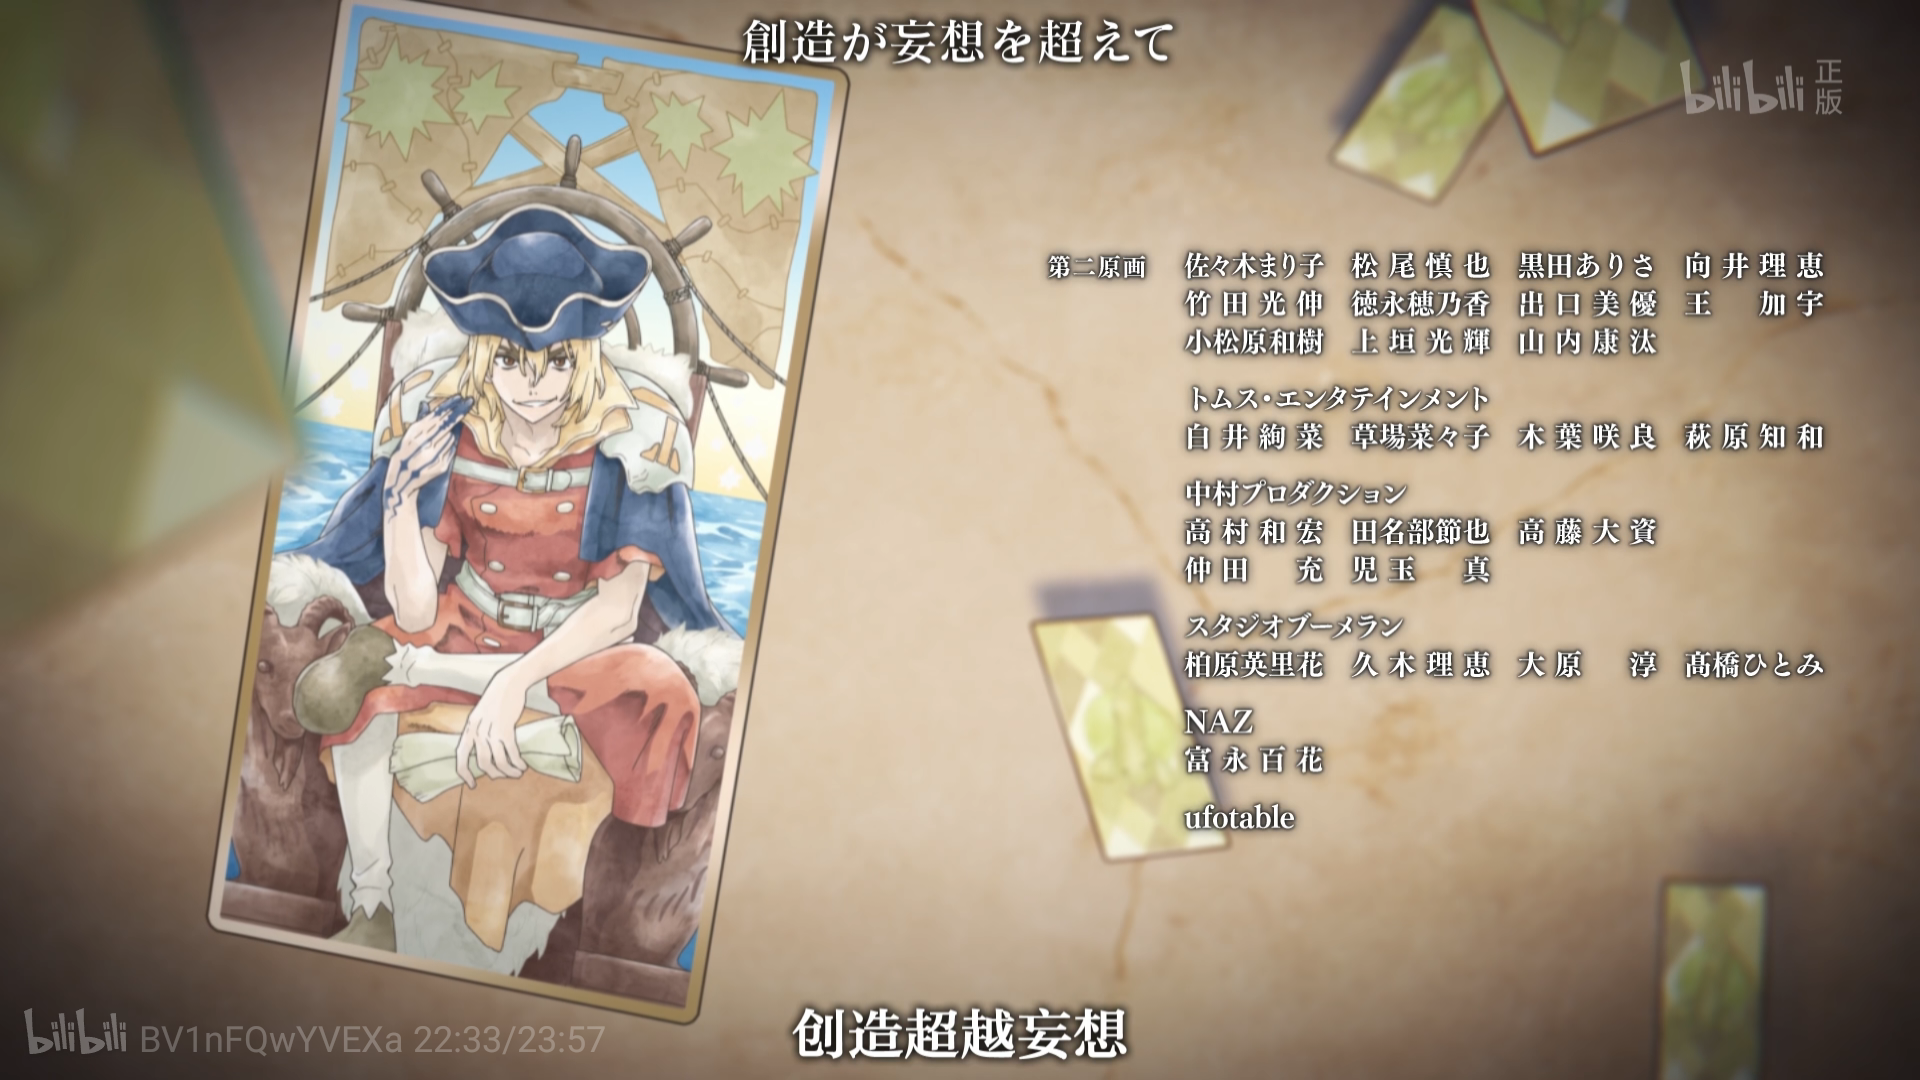 創造が妄想を超えて
bilibili 正版
第二原画 佐々木まり子 松尾慎也 黒田ありさ 向井理恵
竹田光伸 徳永穂乃香 出口美優 王 加宇
小松原和樹 上垣光輝 山内康汰
トムス・エンタテインメント
白井絢菜 草場菜々子 木葉咲良 萩原知和
中村プロダクション
高村和宏 田名部節也 高藤大資
仲田 充 児玉 真
スタジオブーメラン
柏原英里花 久木理恵 大原 淳 髙橋ひとみ
NAZ
富永百花
ufotable
创造超越妄想
bilibili BV1nFQwYVEXa 22:33/23:57